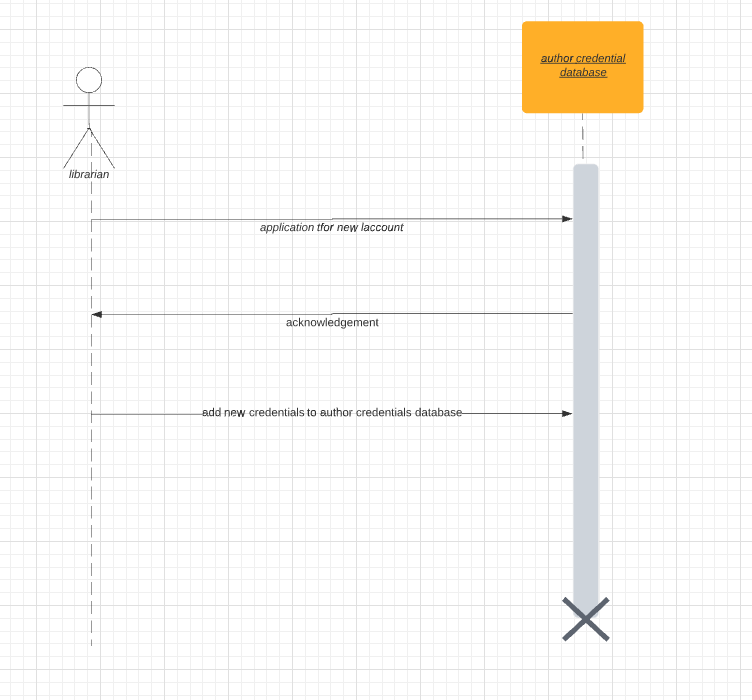 author credential
database
librarian
application tfor new laccount
acknowledgement
add new credentials to author credentials database